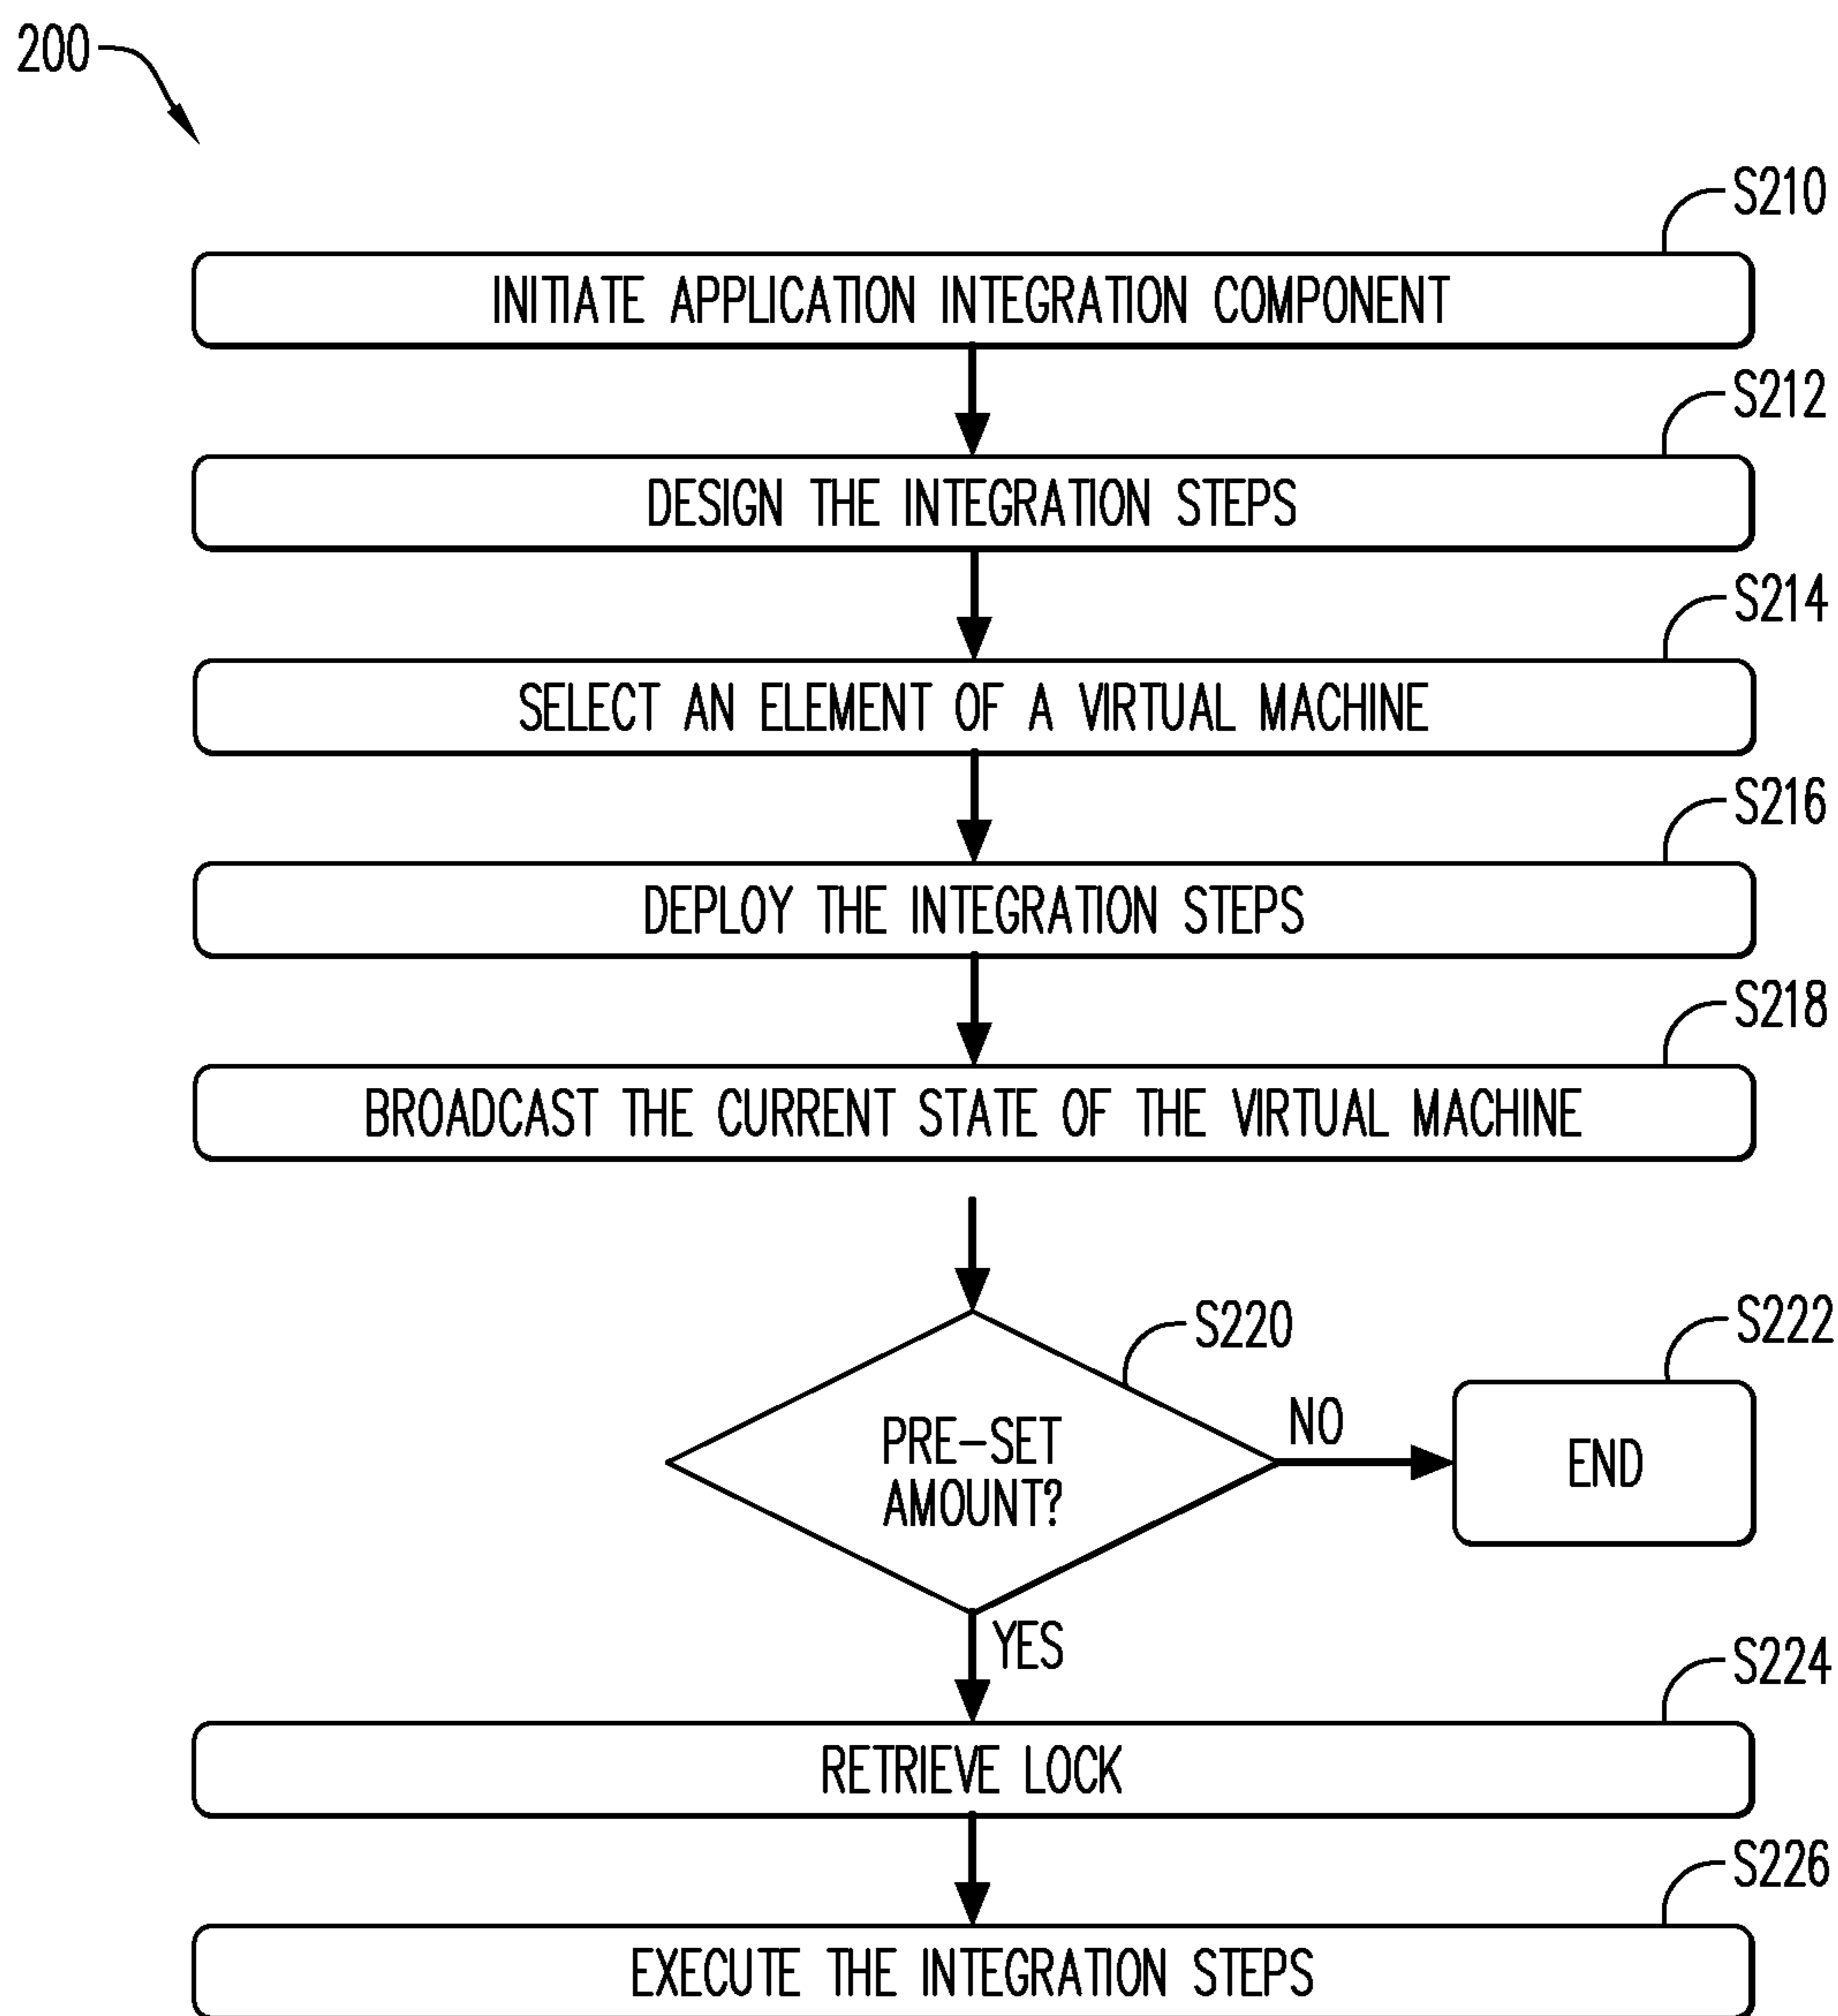 200
S210
INITIATE APPLICATION INTEGRATION COMPONENT
S212
DESIGN THE INTEGRATION STEPS
S214
SELECT AN ELEMENT OF A VIRTUAL MACHINE
S216
DEPLOY THE INTEGRATION STEPS
S218
BROADCAST THE CURRENT STATE OF THE VIRTUAL MACHINE
S220
S222
PRE-SET
AMOUNT?
NO
END
YES
S224
RETRIEVE LOCK
S226
EXECUTE THE INTEGRATION STEPS